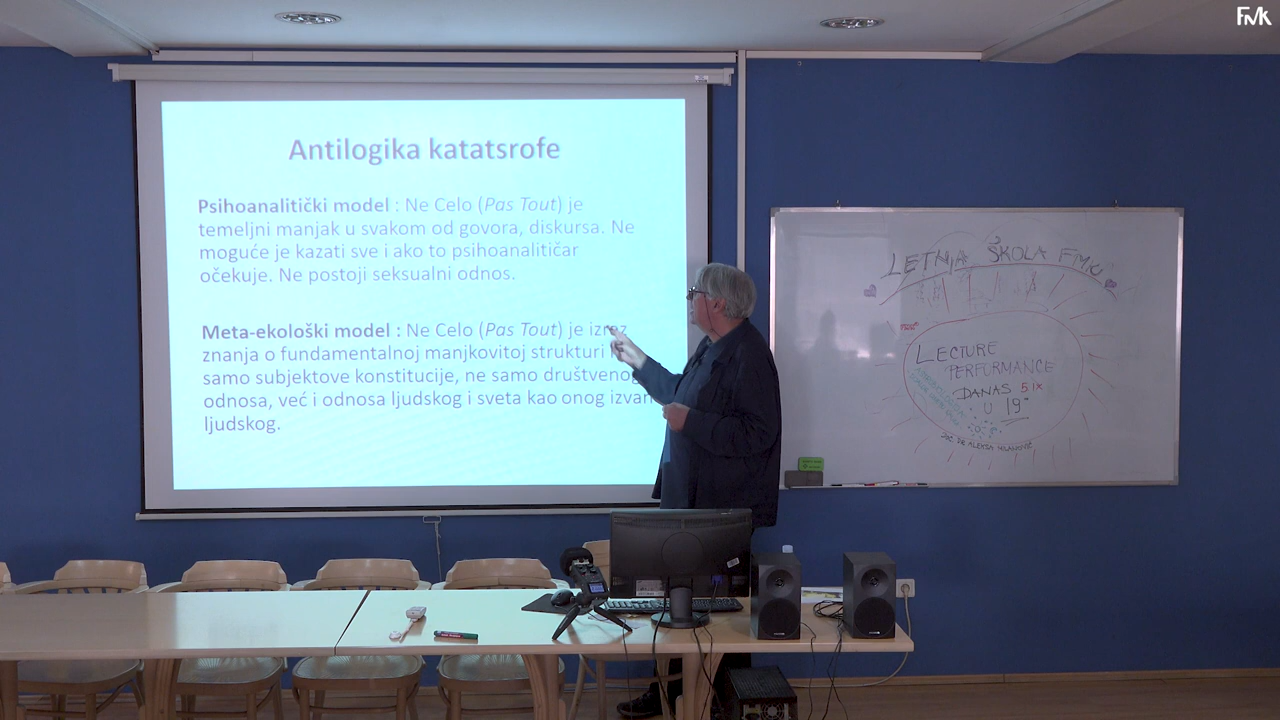 FMK
Antilogika katatsrofe
Psihoanalitički model : Ne Celo (Pas Tout) je
temeljni manjak u svakom od govora, diskursa. Ne
moguće je kazati sve i ako to psihoanalitičar
očekuje. Ne postoji seksualni odnos.
Meta-ekološki model : Ne Celo (Pas Tout) je izraz
znanja o fundamentalnoj manjkovitoj strukturi
samo subjektove konstitucije, ne samo društvenog
odnosa, već i odnosa ljudskog i sveta kao onog izvan
ljudskog.
LETNJA ŠKOLA FMK
LECTURE
PERFORMANCE
DANAS 5 IX
U 19